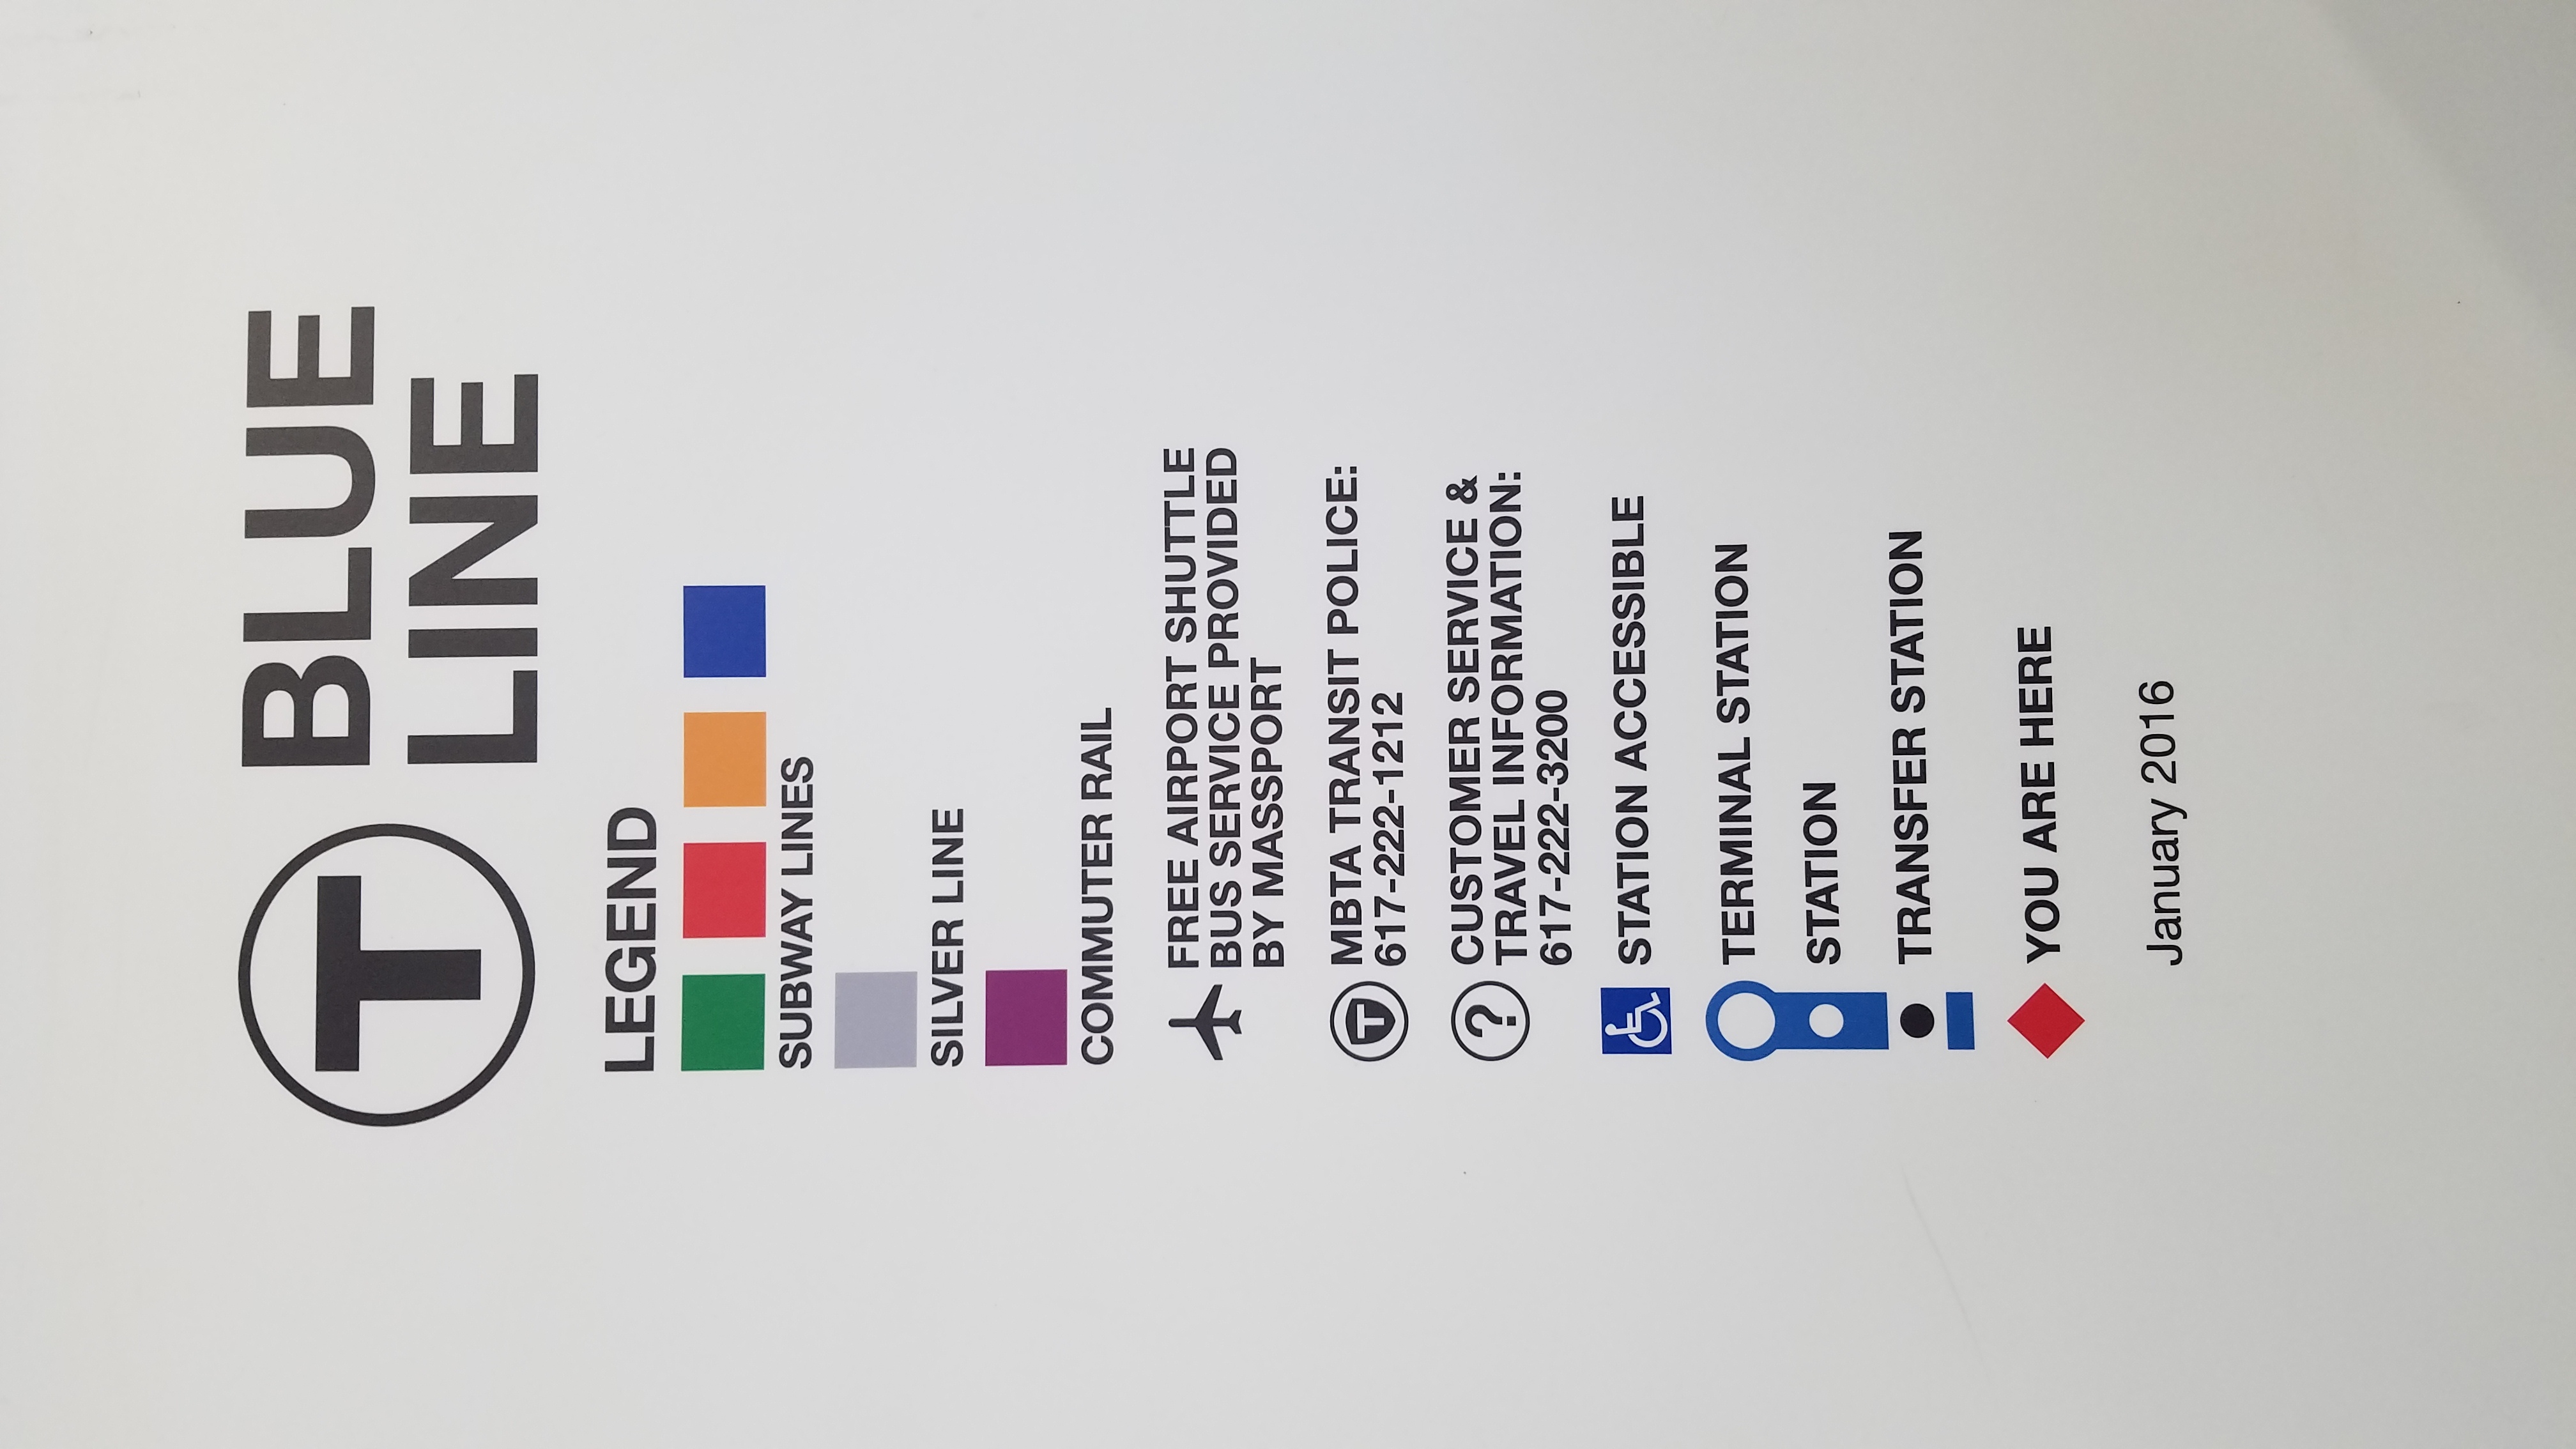 T
BLUE
LINE
LEGEND
SUBWAY LINES
SILVER LINE
COMMUTER RAIL
FREE AIRPORT SHUTTLE
BUS SERVICE PROVIDED
BY MASSPORT
T
MBTA TRANSIT POLICE:
617-222-1212
?
CUSTOMER SERVICE &
TRAVEL INFORMATION:
617-222-3200
STATION ACCESSIBLE
TERMINAL STATION
STATION
TRANSFER STATION
YOU ARE HERE
January 2016